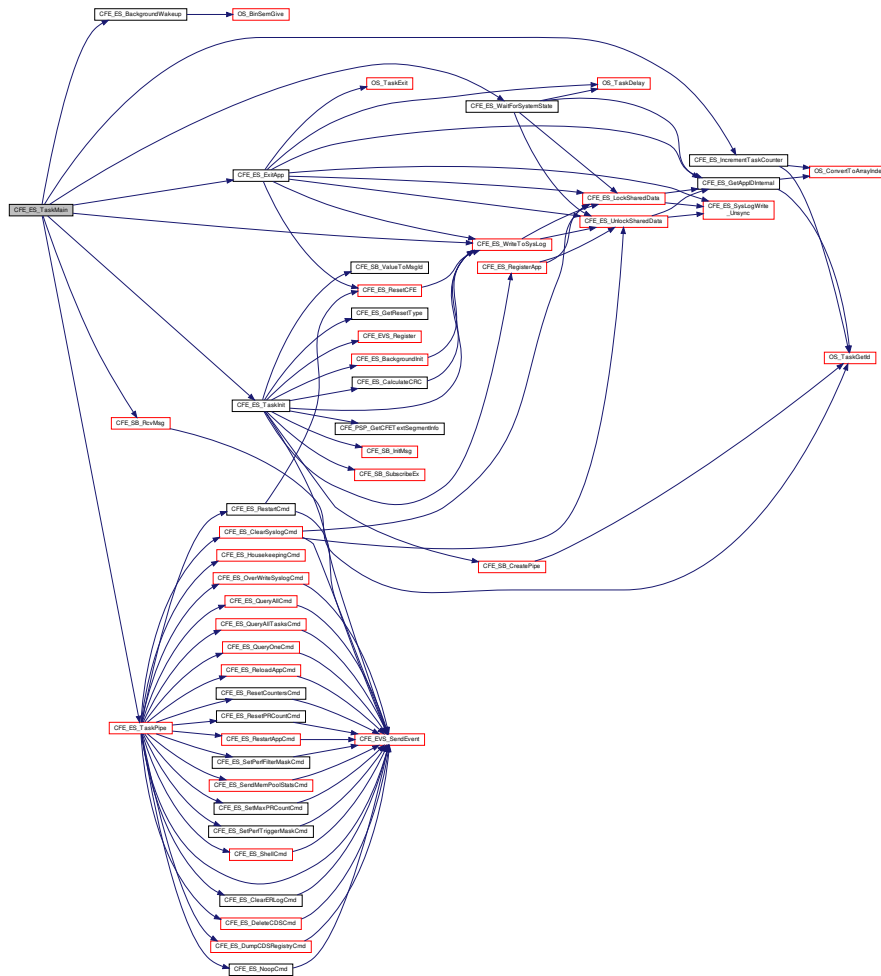 CFE_ES_BackgroundWakeup
OS_BinSemGive
OS_TaskExit
OS_TaskDelay
CFE_ES_WaitForSystemState
CFE_ES_IncrementTaskCounter
OS_ConvertToArrayIndex
CFE_ES_ExitApp
CFE_ES_GetAppIDInternal
CFE_ES_LockSharedData
CFE_ES_SysLogWrite
_Unsync
CFE_ES_TaskMain
CFE_ES_UnlockSharedData
CFE_ES_WriteToSysLog
CFE_SB_ValueToMsgId
CFE_ES_RegisterApp
CFE_ES_ResetCFE
CFE_ES_GetResetType
CFE_EVS_Register
CFE_ES_BackgroundInit
OS_TaskGetId
CFE_ES_CalculateCRC
CFE_ES_TaskInit
CFE_SB_RcvMsg
CFE_PSP_GetCFETextSegmentInfo
CFE_SB_InitMsg
CFE_SB_SubscribeEx
CFE_ES_RestartCmd
CFE_ES_ClearSyslogCmd
CFE_ES_HousekeepingCmd
CFE_SB_CreatePipe
CFE_ES_OverWriteSyslogCmd
CFE_ES_QueryAllCmd
CFE_ES_QueryAllTasksCmd
CFE_ES_QueryOneCmd
CFE_ES_ReloadAppCmd
CFE_ES_ResetCountersCmd
CFE_ES_ResetPRCountCmd
CFE_ES_TaskPipe
CFE_ES_RestartAppCmd
CFE_EVS_SendEvent
CFE_ES_SetPerfFilterMaskCmd
CFE_ES_SendMemPoolStatsCmd
CFE_ES_SetMaxPRCountCmd
CFE_ES_SetPerfTriggerMaskCmd
CFE_ES_ShellCmd
CFE_ES_ClearERLogCmd
CFE_ES_DeleteCDSCmd
CFE_ES_DumpCDSRegistryCmd
CFE_ES_NoopCmd